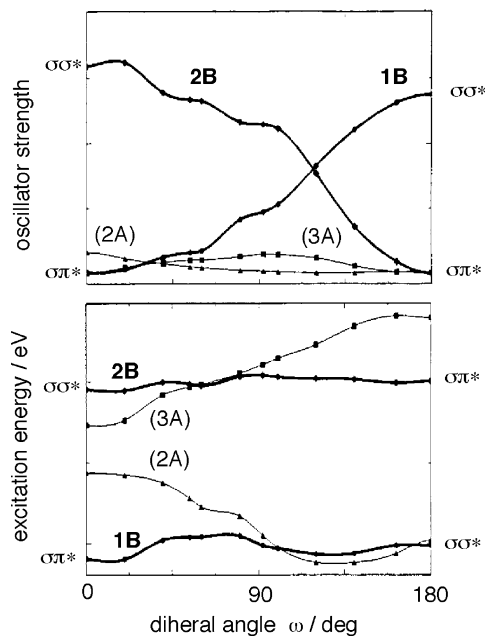 oscillator strength
σσ*
2B
1B
σσ*
(2A)
(3A)
σπ*
σπ*
excitation energy / eV
σσ*
2B
σπ*
(3A)
(2A)
1B
σπ*
σσ*
0
90
180
diheral angle ω / deg